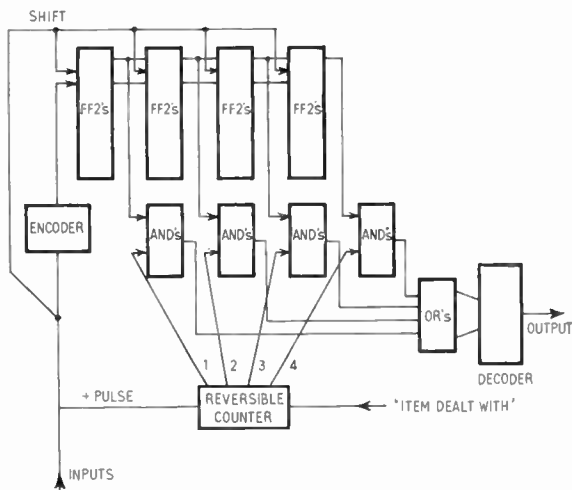 SHIFT
FF2's
FF2's
FF2's
FF2's
ENCODER
AND's
AND's
AND's
AND's
OR's
OUTPUT
DECODER
1 2 3 4
→ PULSE
REVERSIBLE
COUNTER
"ITEM DEALT WITH"
INPUTS